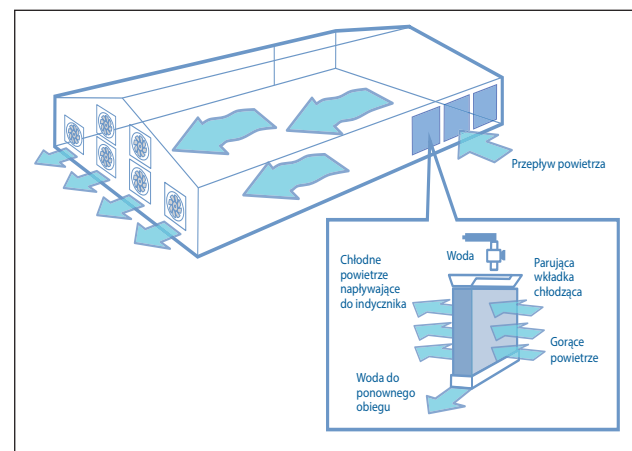 Przepływ powietrza
Chłodne
powietrze
napływające
do indycznika
Woda
Parująca
wkładka
chłodząca
Gorące
powietrze
Woda do
ponownego
obiegu